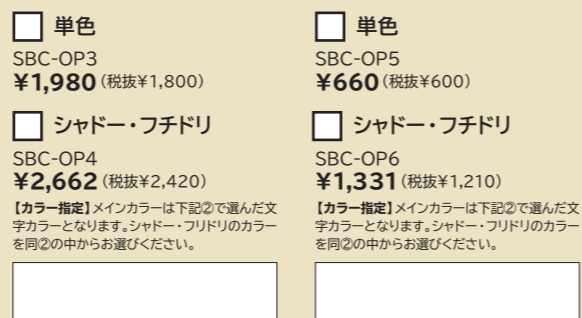 単色
SBC-OP3
¥1,980(税抜¥1,800)
シャドー・フチドリ
SBC-OP4
¥2,662(税抜¥2,420)
【カラー指定】メインカラーは下記②で選んだ文
字カラーとなります。シャドー・フリドリのカラー
を同②の中からお選びください。
単色
SBC-OP5
¥660(税抜¥600)
シャドー・フチドリ
SBC-OP6
¥1,331(税抜¥1,210)
【カラー指定】メインカラーは下記②で選んだ文
字カラーとなります。シャドー・フリドリのカラー
を同②の中からお選びください。